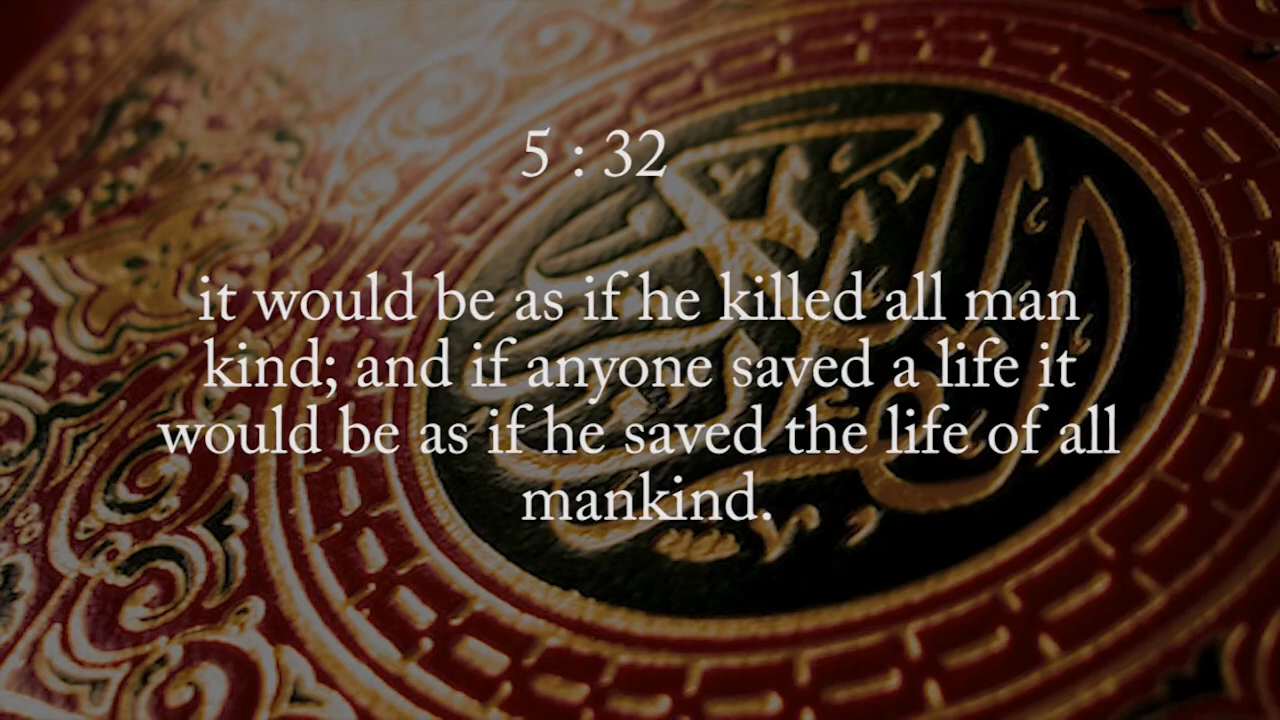 5 : 32
it would be as if he killed all man
kind; and if anyone saved a life it
would be as if he saved the life of all
mankind.